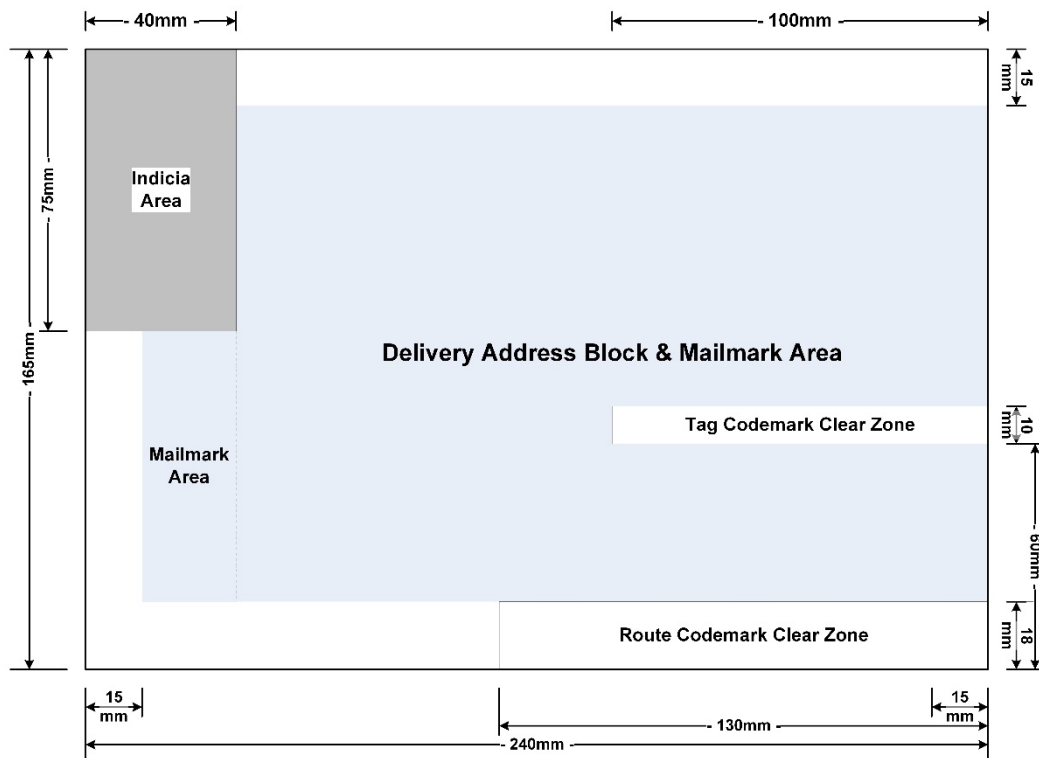 - 40mm -
- 100mm -
15
mm
- 75mm -
Indicia
Area
- 165mm -
Delivery Address Block & Mailmark Area
Tag Codemark Clear Zone
10
mm
Mailmark
Area
- 60mm -
Route Codemark Clear Zone
18
mm
15
mm
15
mm
- 130mm -
- 240mm -